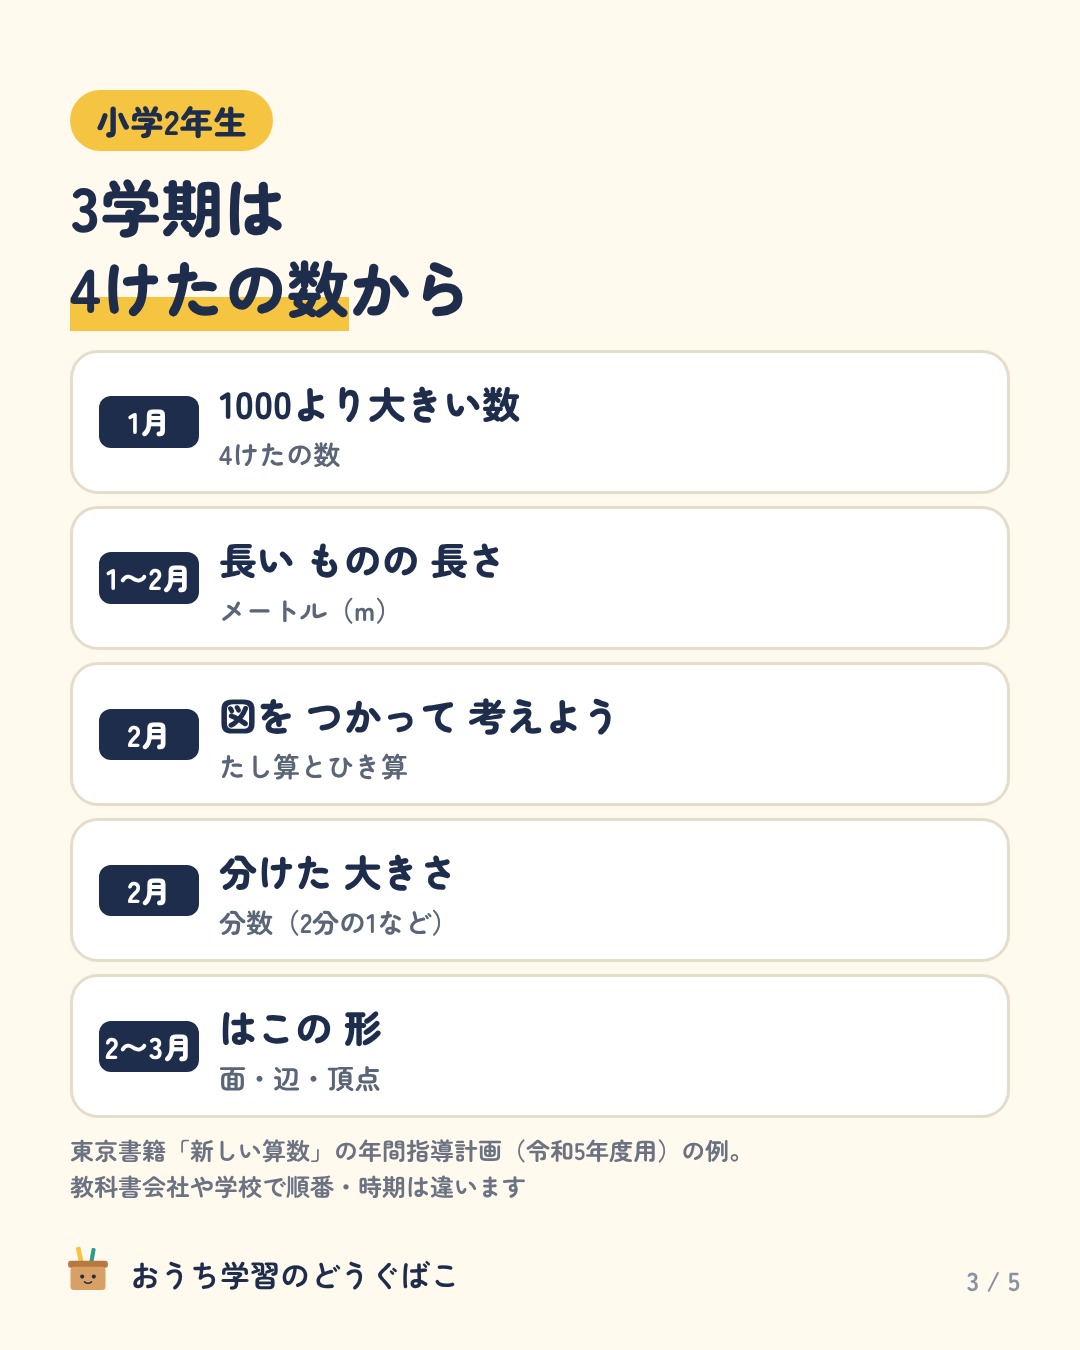 小学2年生
3学期は
4けたの数から
1月
1000より大きい数
4けたの数
1〜2月
長い ものの 長さ
メートル（m）
2月
図を つかって 考えよう
たし算とひき算
2月
分けた 大きさ
分数（2分の1など）
2〜3月
はこの 形
面・辺・頂点
東京書籍「新しい算数」の年間指導計画（令和5年度用）の例。
教科書会社や学校で順番・時期は違います
おうち学習のどうぐばこ
3 / 5